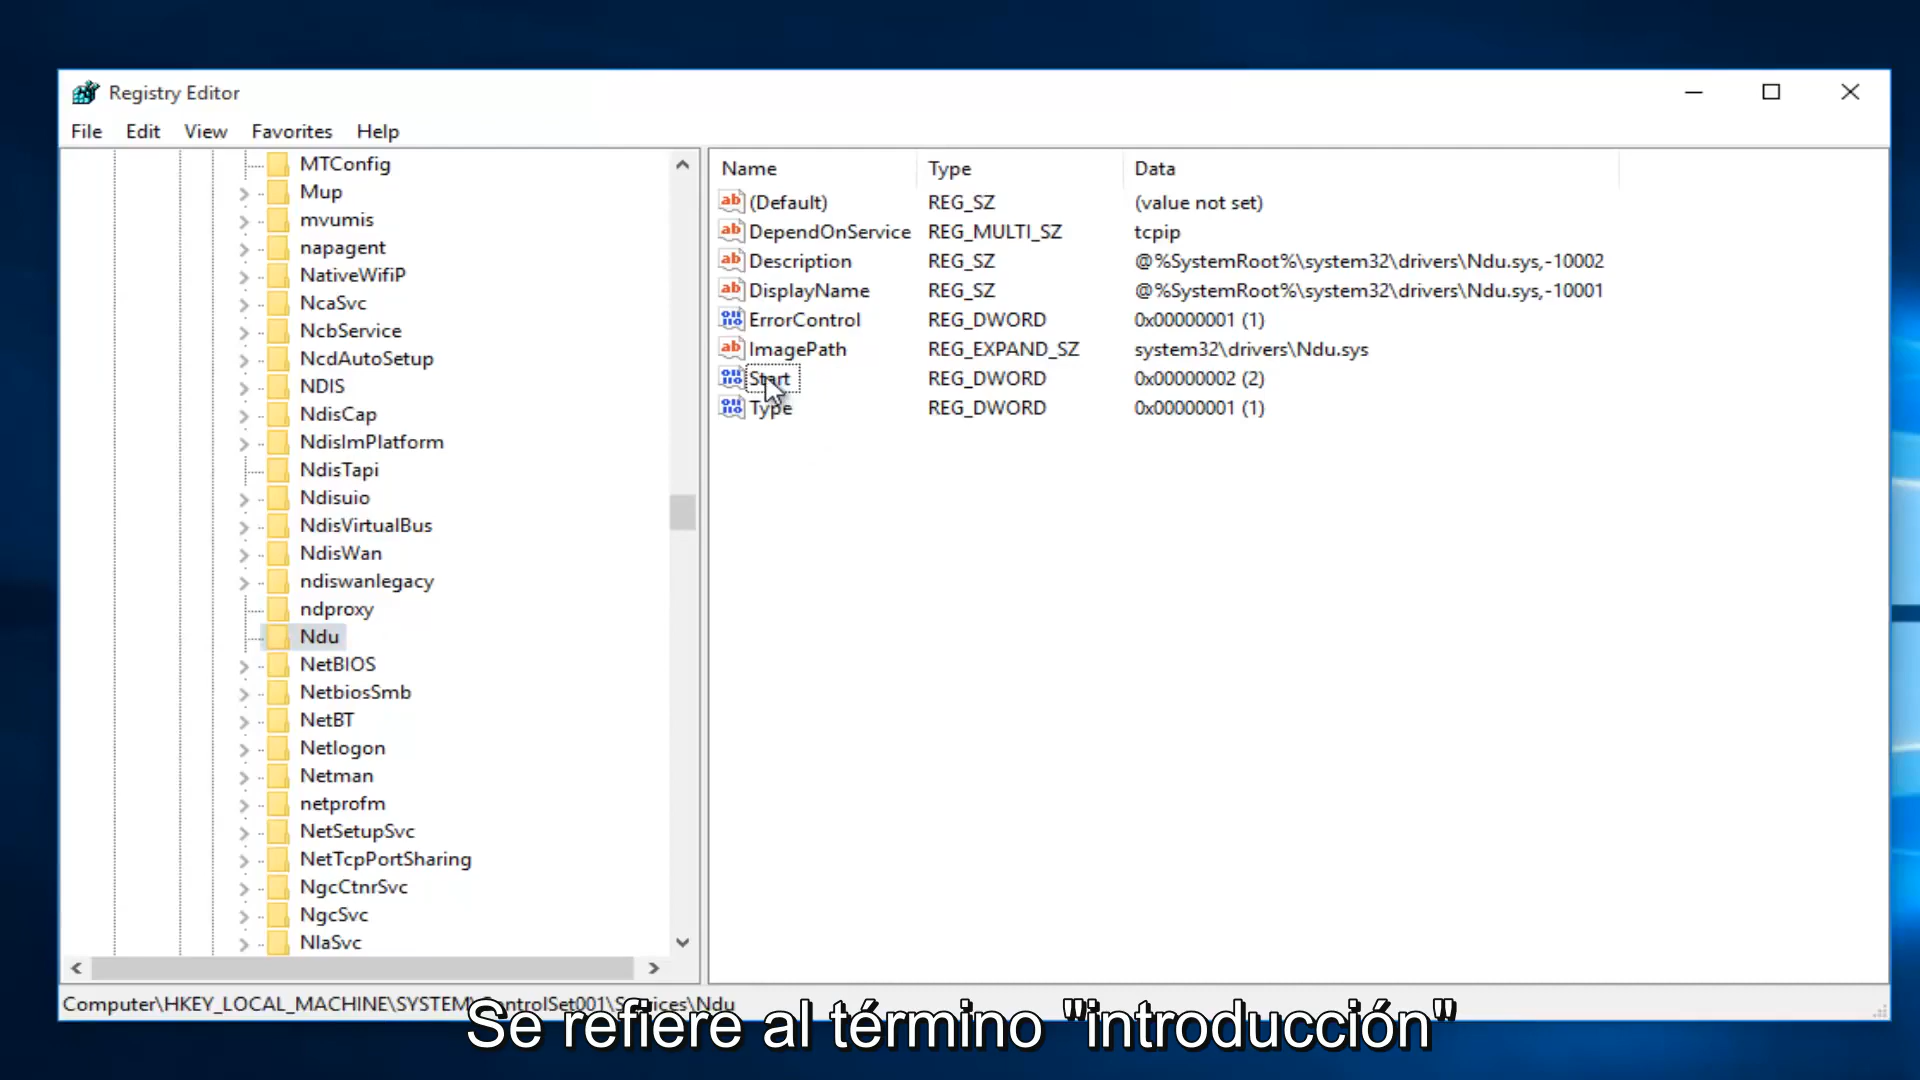 Registry Editor
File Edit View Favorites Help
MTConfig
Mup
mvumis
napagent
NativeWifiP
NcaSvc
NcbService
NcdAutoSetup
NDIS
NdisCap
NdisImPlatform
NdisTapi
Ndisuio
NdisVirtualBus
NdisWan
ndiswanlegacy
ndproxy
Ndu
NetBIOS
NetbiosSmb
NetBT
Netlogon
Netman
netprofm
NetSetupSvc
NetTcpPortSharing
NgcCtnrSvc
NgcSvc
NlaSvc
Name Type Data
(Default) REG_SZ (value not set)
DependOnService REG_MULTI_SZ tcpip
Description REG_SZ @%SystemRoot%\system32\drivers\Ndu.sys,-10002
DisplayName REG_SZ @%SystemRoot%\system32\drivers\Ndu.sys,-10001
ErrorControl REG_DWORD 0x00000001 (1)
ImagePath REG_EXPAND_SZ system32\drivers\Ndu.sys
Start REG_DWORD 0x00000002 (2)
Type REG_DWORD 0x00000001 (1)
Computer\HKEY_LOCAL_MACHINE\SYSTEM\ControlSet001\Services\Ndu
Se refiere al término "introducción"